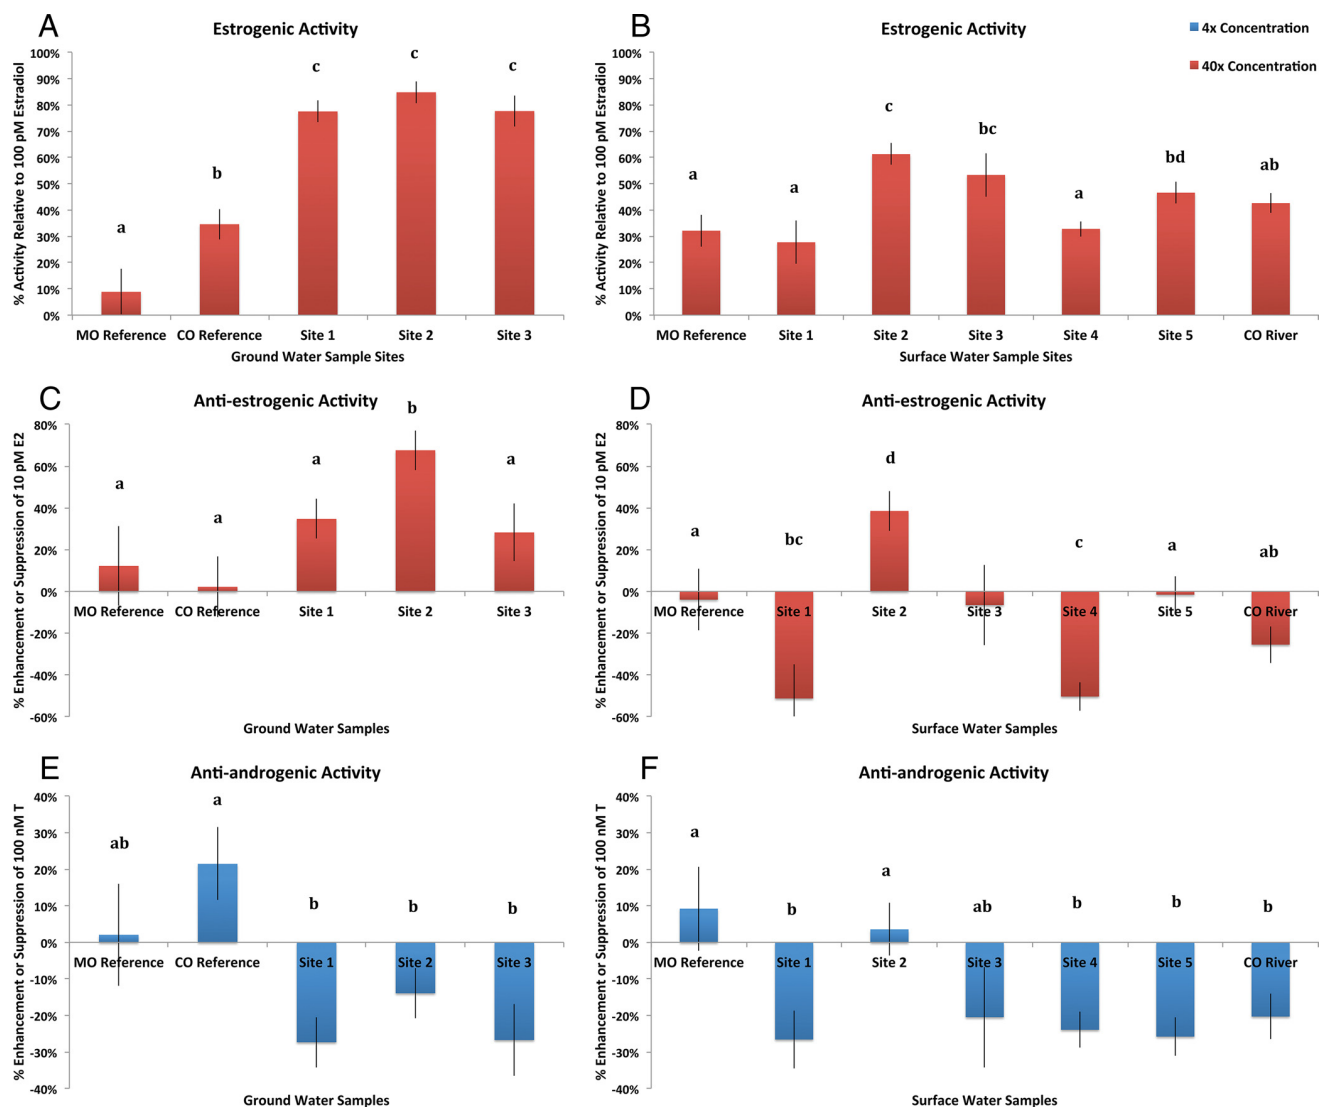 A
Estrogenic Activity
% Activity Relative to 100 pM Estradiol
100%
90%
80%
70%
60%
50%
40%
30%
20%
10%
0%
a
b
c
c
c
MO Reference
CO Reference
Site 1
Site 2
Site 3
Ground Water Sample Sites
B
Estrogenic Activity
4x Concentration
40x Concentration
% Activity Relative to 100 pM Estradiol
100%
90%
80%
70%
60%
50%
40%
30%
20%
10%
0%
a
a
c
bc
a
bd
ab
MO Reference
Site 1
Site 2
Site 3
Site 4
Site 5
CO River
Surface Water Sample Sites
C
Anti-estrogenic Activity
% Enhancement or Suppression of 10 pM E2
80%
60%
40%
20%
0%
-20%
-40%
-60%
a
a
a
b
a
MO Reference
CO Reference
Site 1
Site 2
Site 3
Ground Water Samples
D
Anti-estrogenic Activity
% Enhancement or Suppression of 10 pM E2
80%
60%
40%
20%
0%
-20%
-40%
-60%
a
bc
d
c
a
ab
MO Reference
Site 1
Site 2
Site 3
Site 4
Site 5
CO River
Surface Water Samples
E
Anti-androgenic Activity
% Enhancement or Suppression of 100 nM T
40%
30%
20%
10%
0%
-10%
-20%
-30%
-40%
ab
a
b
b
b
MO Reference
CO Reference
Site 1
Site 2
Site 3
Ground Water Samples
F
Anti-androgenic Activity
% Enhancement or Suppression of 100 nM T
40%
30%
20%
10%
0%
-10%
-20%
-30%
-40%
a
b
a
ab
b
b
b
MO Reference
Site 1
Site 2
Site 3
Site 4
Site 5
CO River
Surface Water Samples